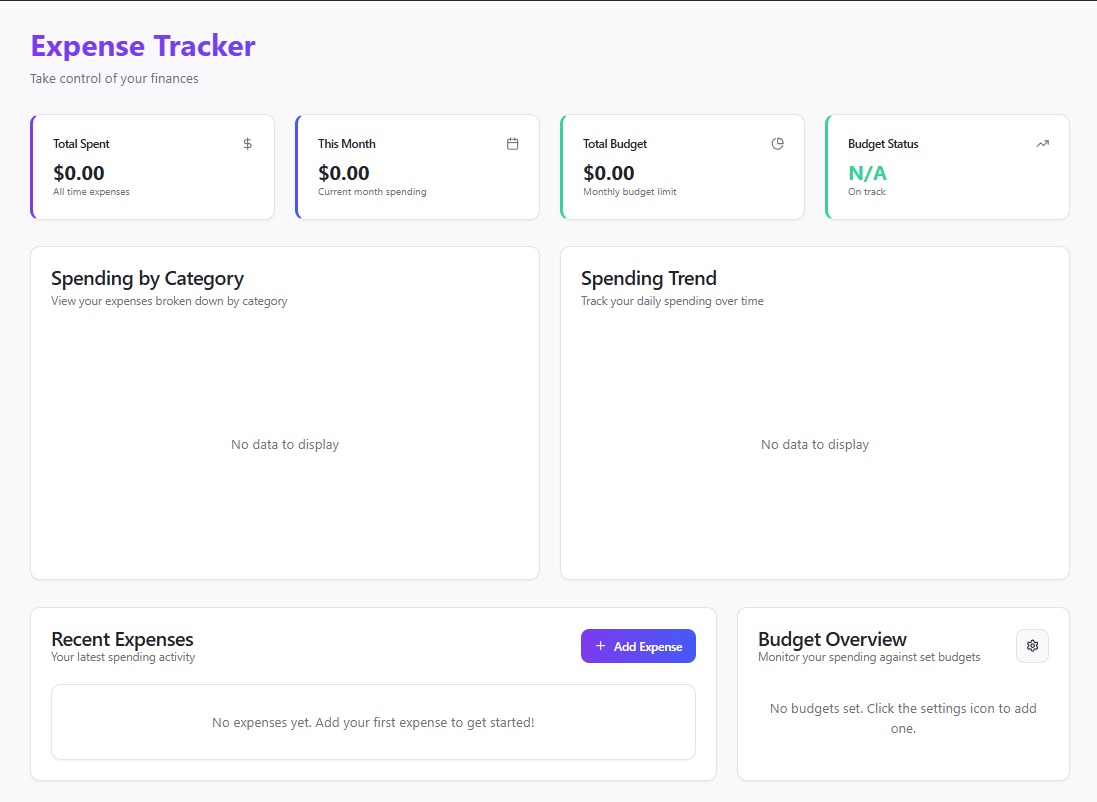 Expense Tracker
Take control of your finances
Total Spent
$0.00
All time expenses
This Month
$0.00
Current month spending
Total Budget
$0.00
Monthly budget limit
Budget Status
N/A
On track
Spending by Category
View your expenses broken down by category
No data to display
Spending Trend
Track your daily spending over time
No data to display
Recent Expenses
Your latest spending activity
+ Add Expense
No expenses yet. Add your first expense to get started!
Budget Overview
Monitor your spending against set budgets
No budgets set. Click the settings icon to add
one.